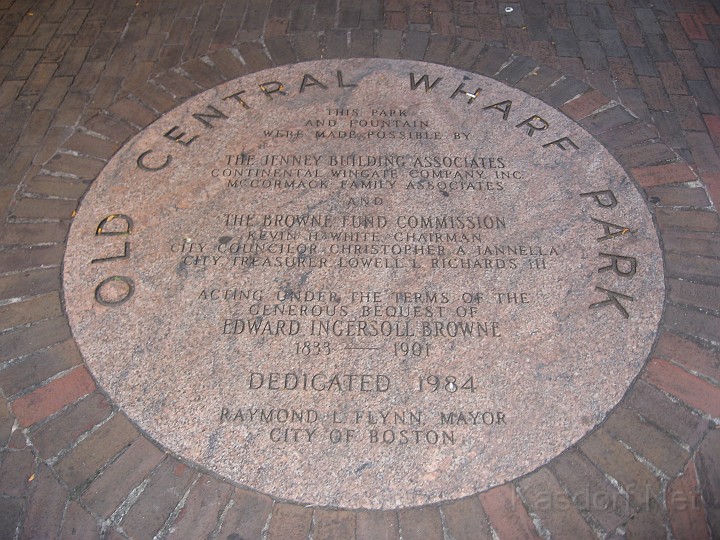 OLD CENTRAL WHARF PARK
THIS PARK
AND FOUNTAIN
WERE MADE POSSIBLE BY
THE JENNEY BUILDING ASSOCIATES
CONTINENTAL WINGATE COMPANY, INC.
MCCORMACK FAMILY ASSOCIATES
AND
THE BROWNE FUND COMMISSION
KEVIN H. WHITE, CHAIRMAN
CITY COUNCILOR CHRISTOPHER A. IANNELLA
CITY TREASURER LOWELL L. RICHARDS III
ACTING UNDER THE TERMS OF THE
GENEROUS BEQUEST OF
EDWARD INGERSOLL BROWNE
1833 — 1901
DEDICATED 1984
RAYMOND L. FLYNN, MAYOR
CITY OF BOSTON
Kasdorf.Net